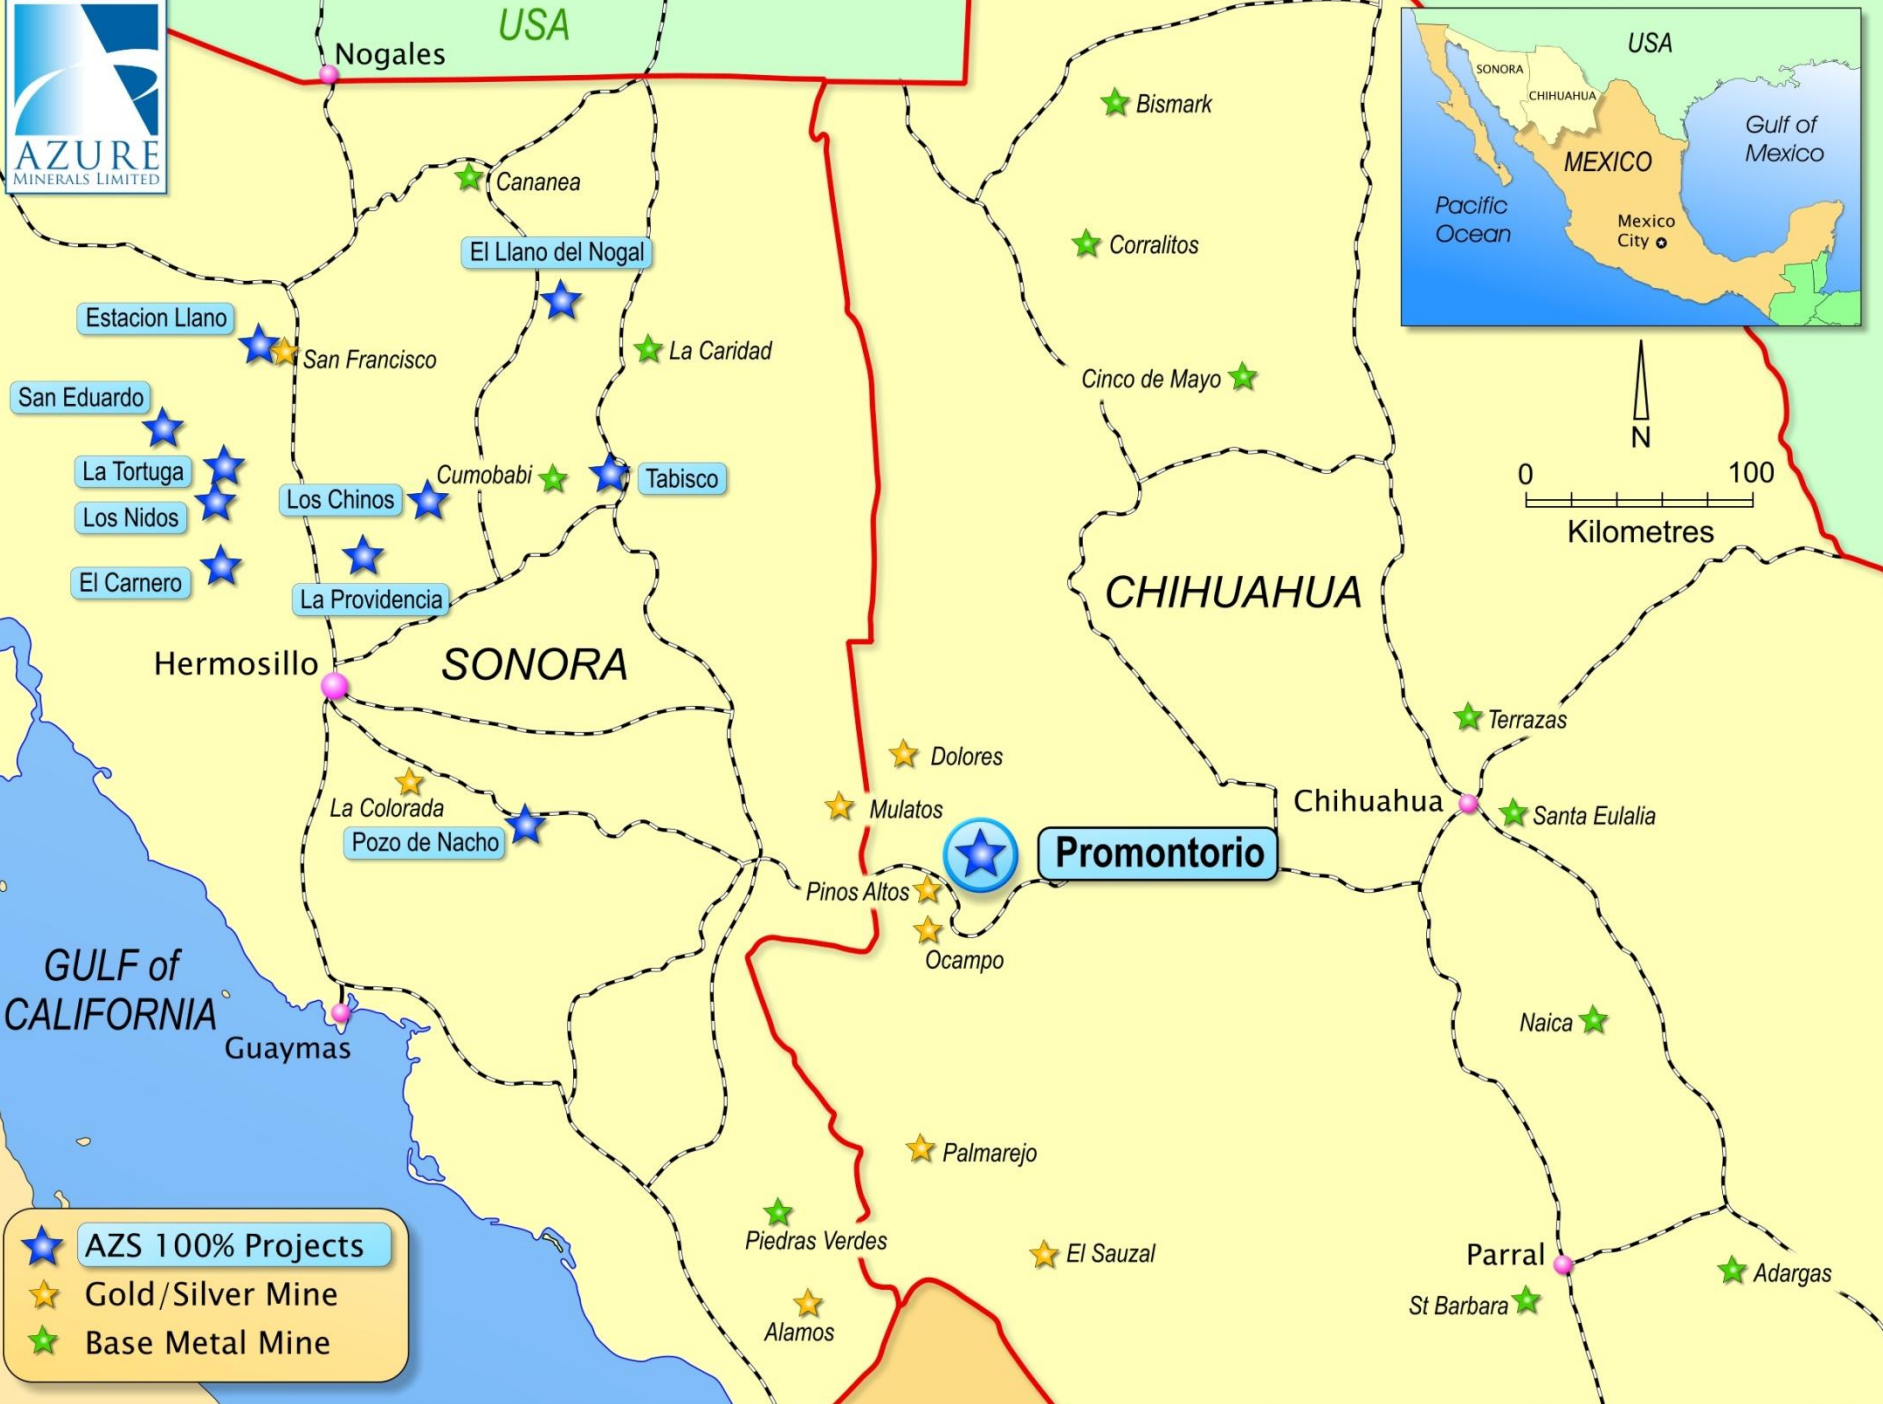 AZURE
MINERALS LIMITED
USA
Nogales
Bismark
Cananea
El Llano del Nogal
Corralitos
Estacion Llano
San Francisco
La Caridad
Cinco de Mayo
San Eduardo
La Tortuga
Los Nidos
Los Chinos
Cumobabi
Tabisco
El Carnero
La Providencia
CHIHUAHUA
Hermosillo
SONORA
Terrazas
Dolores
La Colorada
Mulatos
Chihuahua
Santa Eulalia
Pozo de Nacho
Promontorio
Pinos Altos
Ocampo
GULF of
CALIFORNIA
Guaymas
Naica
Palmarejo
Piedras Verdes
El Sauzal
Parral
Adargas
St Barbara
Alamos
USA
SONORA
CHIHUAHUA
Gulf of
Mexico
MEXICO
Pacific
Ocean
Mexico
City
N
0 100
Kilometres
AZS 100% Projects
Gold/Silver Mine
Base Metal Mine